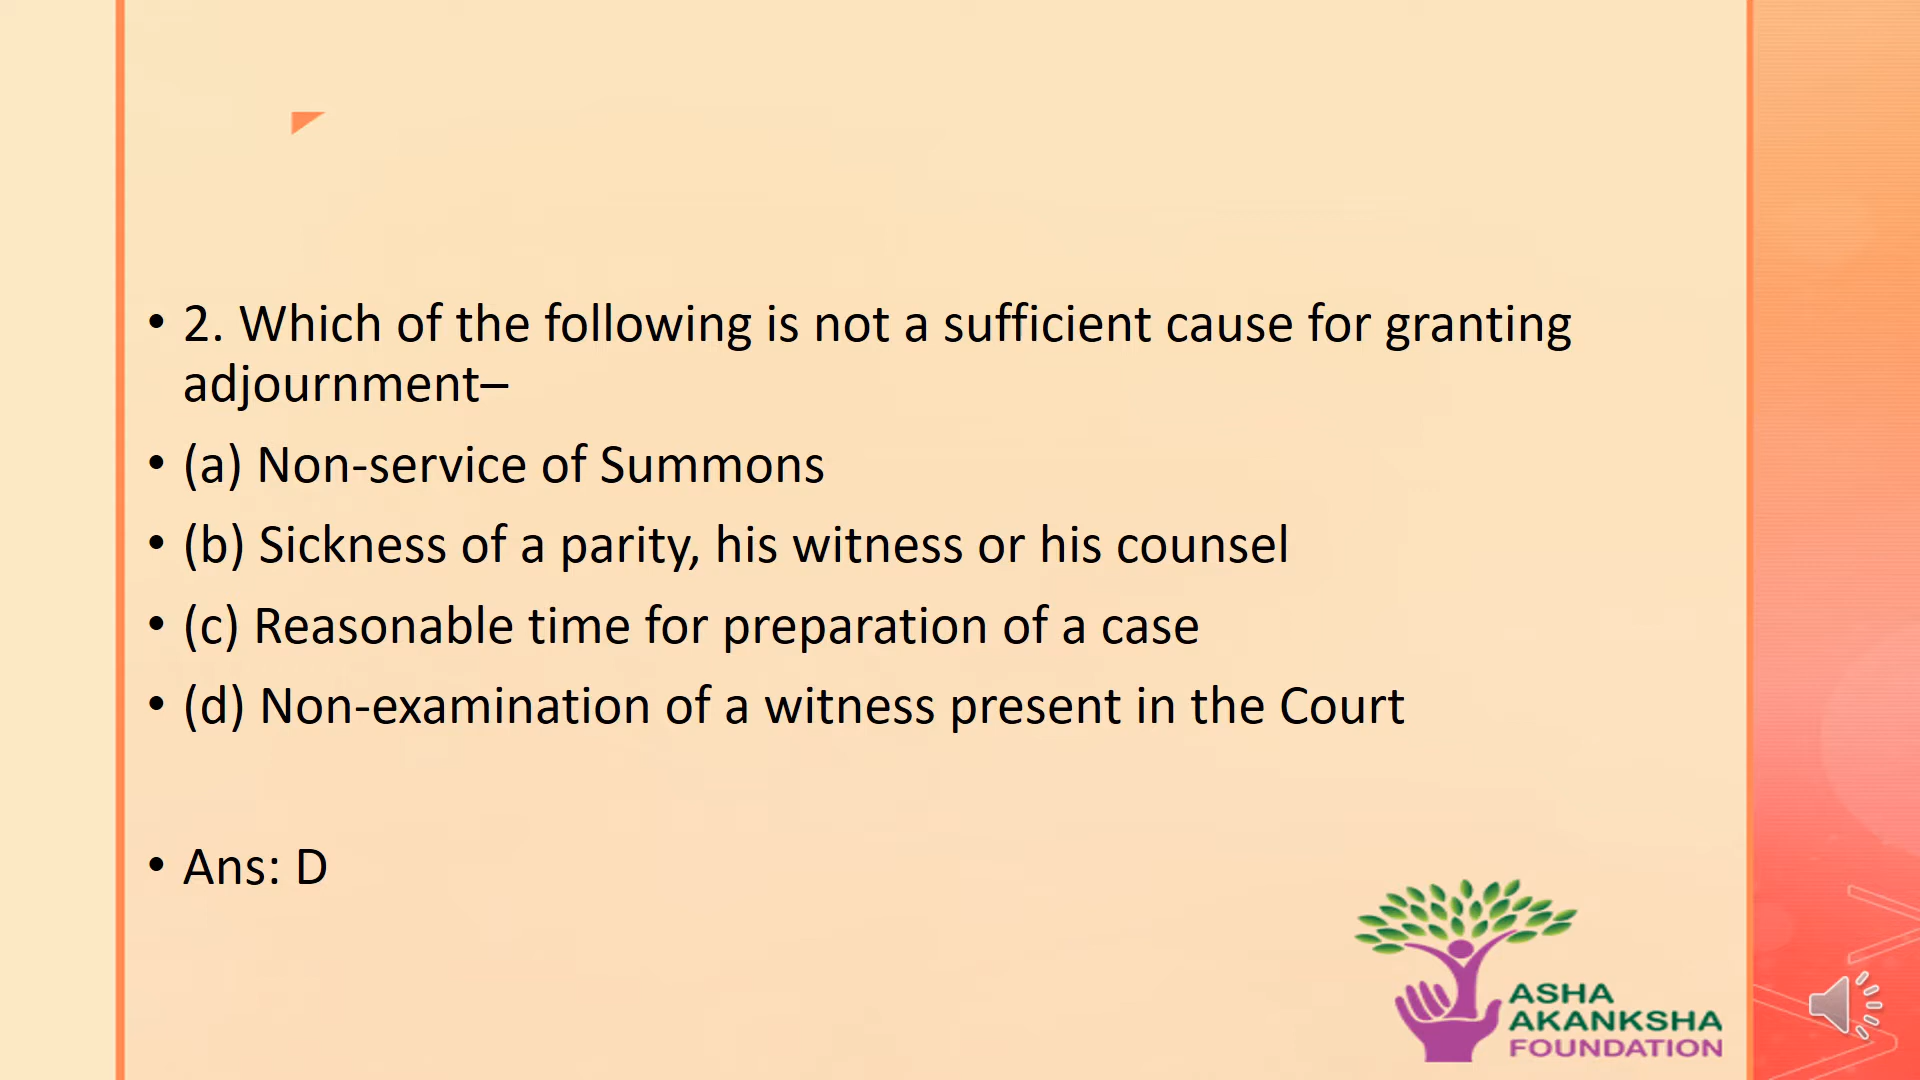 • 2. Which of the following is not a sufficient cause for granting
adjournment–
• (a) Non-service of Summons
• (b) Sickness of a parity, his witness or his counsel
• (c) Reasonable time for preparation of a case
• (d) Non-examination of a witness present in the Court
• Ans: D
ASHA
AKANKSHA
FOUNDATION